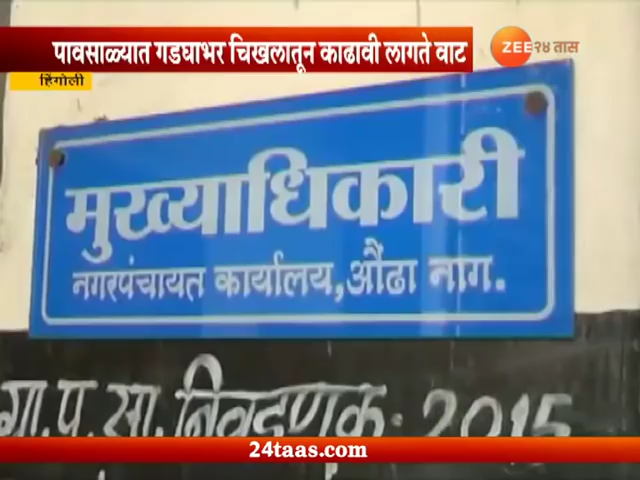 पावसाळ्यात गडघाभर चिखलातून काढावी लागते वाट
ZEE २४ तास
हिंगोली
मुख्याधिकारी
नगरपंचायत कार्यालय, औंढा नाग.
ग्रा. प. सा. निवडणुक - 2015
24taas.com